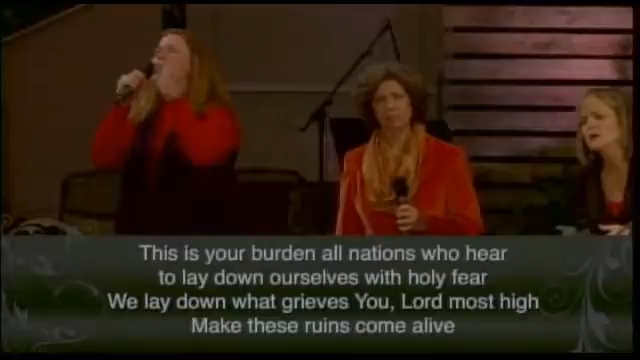 This is your burden all nations who hear
to lay down ourselves with holy fear
We lay down what grieves You, Lord most high
Make these ruins come alive